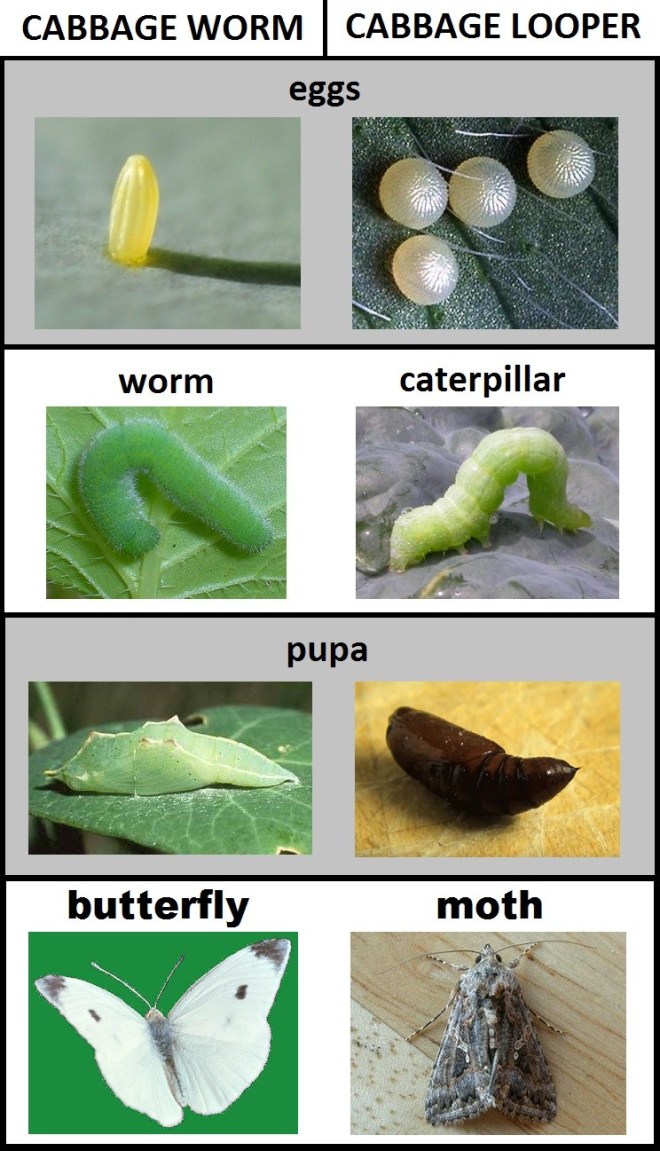 CABBAGE WORM
CABBAGE LOOPER
eggs
worm
caterpillar
pupa
butterfly
moth